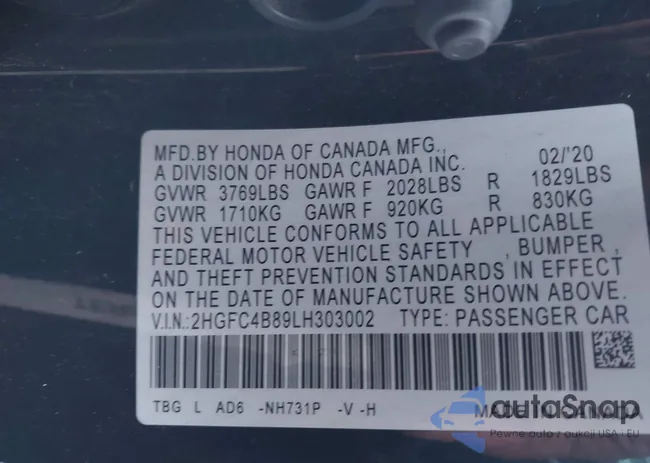 MFD.BY HONDA OF CANADA MFG.,
A DIVISION OF HONDA CANADA INC. 02/'20
GVWR 3769LBS GAWR F 2028LBS R 1829LBS
GVWR 1710KG GAWR F 920KG R 830KG
THIS VEHICLE CONFORMS TO ALL APPLICABLE
FEDERAL MOTOR VEHICLE SAFETY , BUMPER ,
AND THEFT PREVENTION STANDARDS IN EFFECT
ON THE DATE OF MANUFACTURE SHOWN ABOVE.
V.I.N.:2HGFC4B89LH303002 TYPE: PASSENGER CAR
TBG L AD6 -NH731P -V -H MADE IN CANADA
autoSnap
Pewne auto z aukcji USA i EU